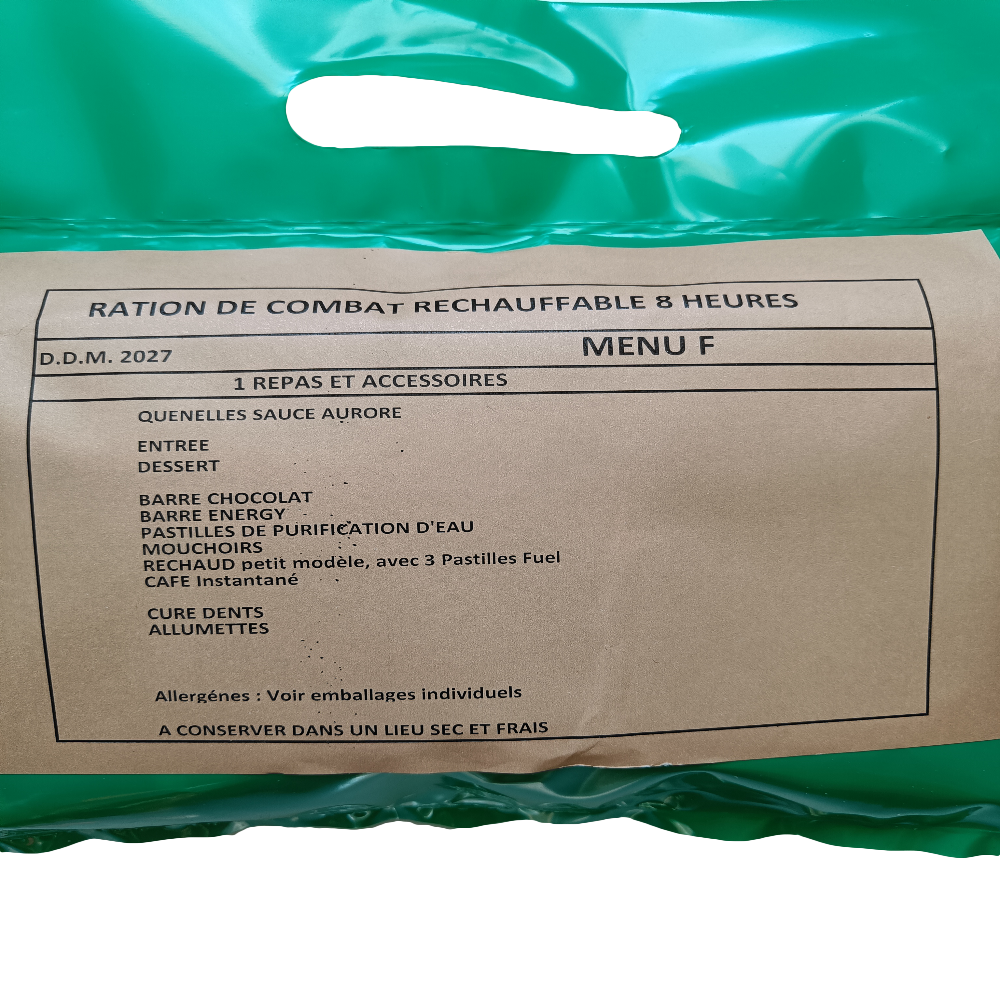 RATION DE COMBAT RECHAUFFABLE 8 HEURES
D.D.M. 2027 MENU F
1 REPAS ET ACCESSOIRES
QUENELLES SAUCE AURORE
ENTREE
DESSERT
BARRE CHOCOLAT
BARRE ENERGY
PASTILLES DE PURIFICATION D'EAU
MOUCHOIRS
RECHAUD petit modèle, avec 3 Pastilles Fuel
CAFE Instantané
CURE DENTS
ALLUMETTES
Allergénes : Voir emballages individuels
A CONSERVER DANS UN LIEU SEC ET FRAIS